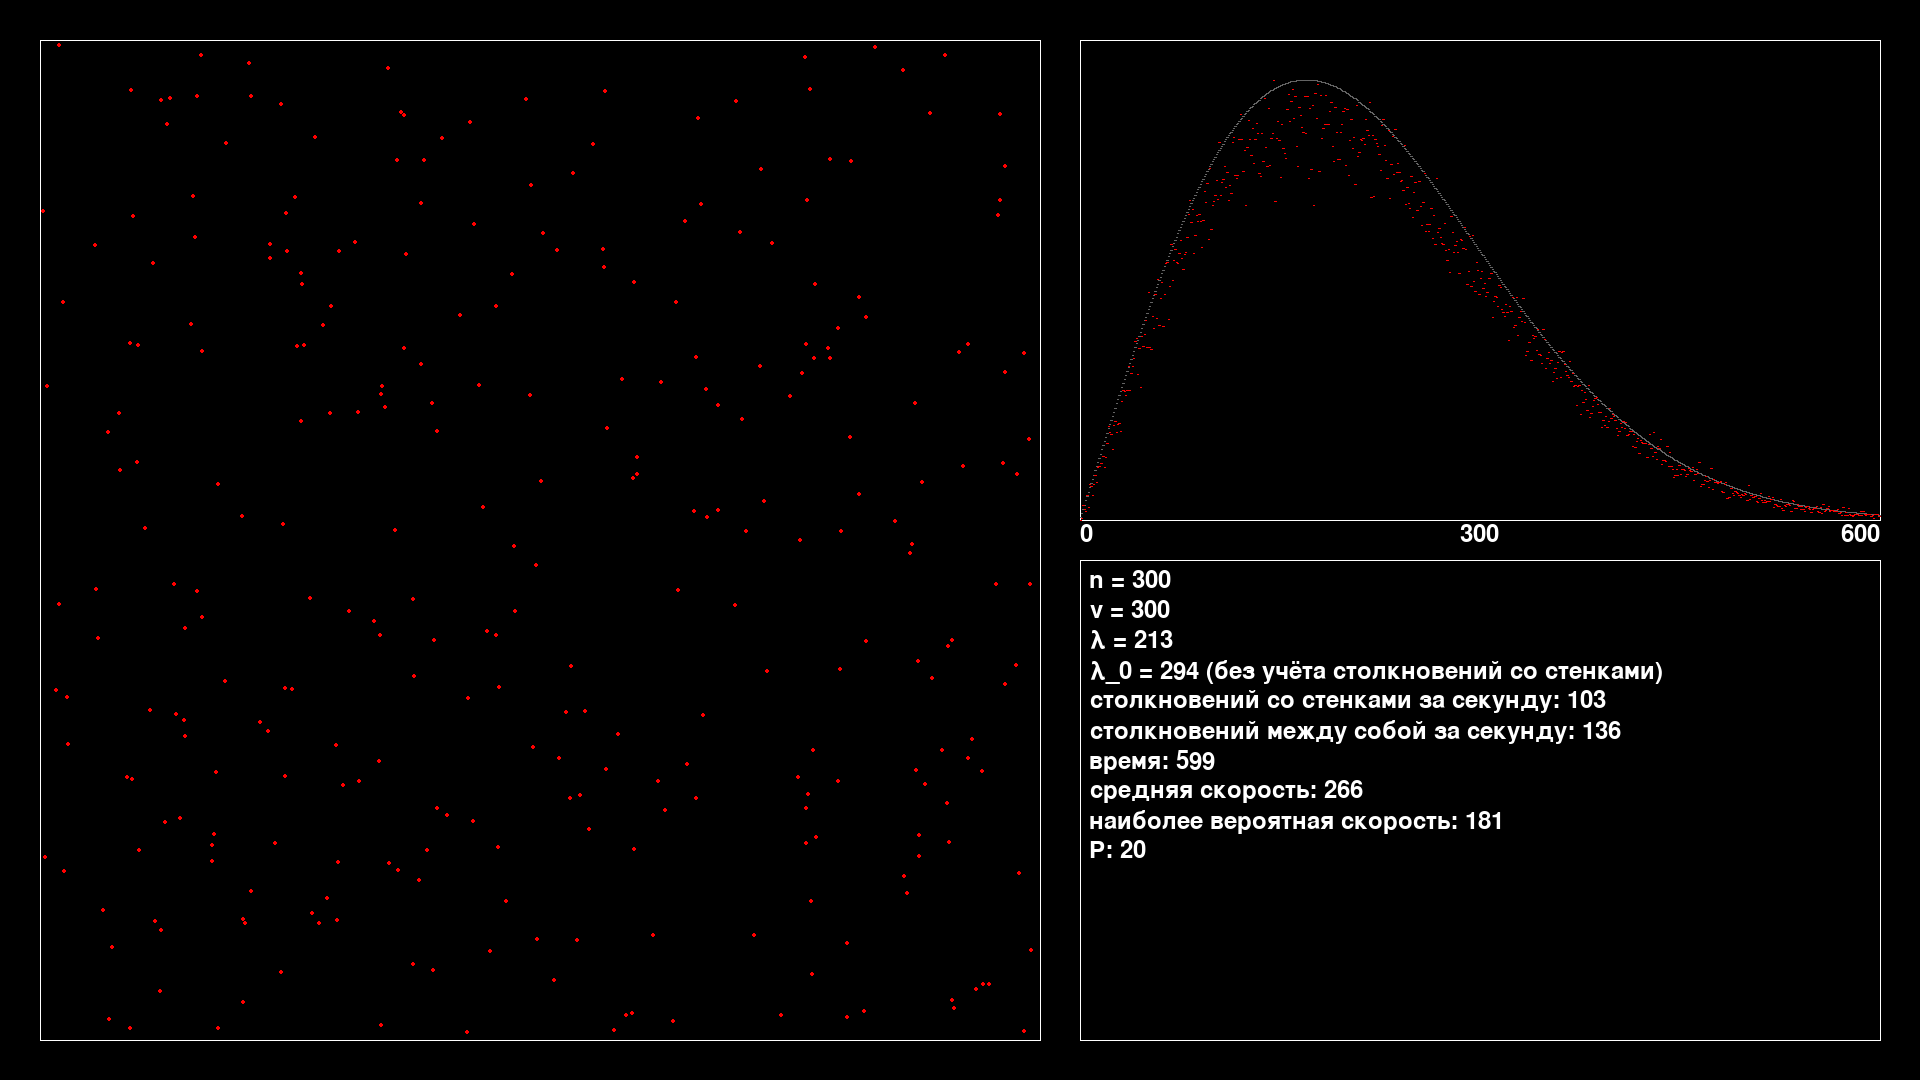 0 300 600
n = 300
v = 300
λ = 213
λ_0 = 294 (без учёта столкновений со стенками)
столкновений со стенками за секунду: 103
столкновений между собой за секунду: 136
время: 599
средняя скорость: 266
наиболее вероятная скорость: 181
P: 20